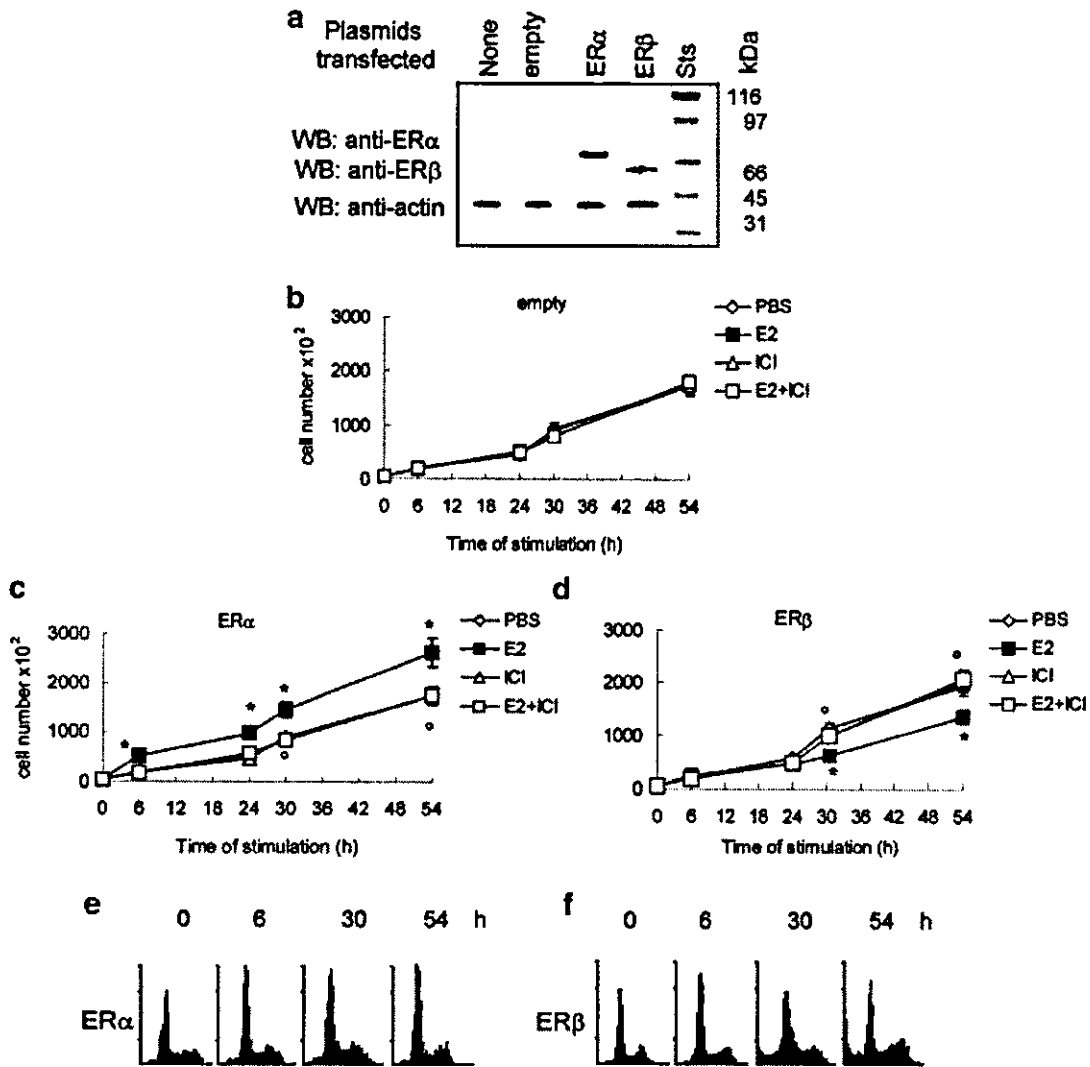 a
Plasmids transfected
None
empty
ERα
ERβ
Sts
kDa
116
97
66
45
31
WB: anti-ERα
WB: anti-ERβ
WB: anti-actin
b
empty
cell number x10²
3000
2000
1000
0
0 6 12 18 24 30 36 42 48 54
Time of stimulation (h)
PBS
E2
ICI
E2+ICI
c
ERα
cell number x10²
3000
2000
1000
0
0 6 12 18 24 30 36 42 48 54
Time of stimulation (h)
PBS
E2
ICI
E2+ICI
d
ERβ
3000
2000
1000
0
0 6 12 18 24 30 36 42 48 54
Time of stimulation (h)
PBS
E2
ICI
E2+ICI
e
0 6 30 54 h
ERα
f
0 6 30 54 h
ERβ